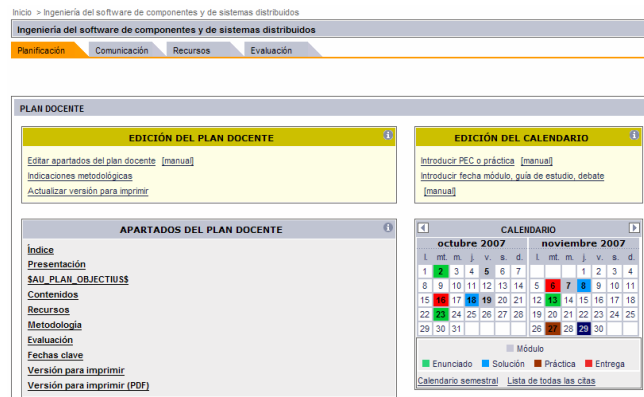 Inicio > Ingeniería del software de componentes y de sistemas distribuidos
Ingeniería del software de componentes y de sistemas distribuidos
Planificación Comunicación Recursos Evaluación
PLAN DOCENTE
EDICIÓN DEL PLAN DOCENTE
Editar apartados del plan docente [manual]
Indicaciones metodológicas
Actualizar versión para imprimir
EDICIÓN DEL CALENDARIO
Introducir PEC o práctica [manual]
Introducir fecha módulo, guía de estudio, debate
[manual]
APARTADOS DEL PLAN DOCENTE
Índice
Presentación
$AU_PLAN_OBJECTIUS$
Contenidos
Recursos
Metodología
Evaluación
Fechas clave
Versión para imprimir
Versión para imprimir (PDF)
CALENDARIO
octubre 2007 noviembre 2007
l. mt. m. j. v. s. d. l. mt. m. j. v. s. d.
1 2 3 4 5 6 7 1 2 3 4
8 9 10 11 12 13 14 5 6 7 8 9 10 11
15 16 17 18 19 20 21 12 13 14 15 16 17 18
22 23 24 25 26 27 28 19 20 21 22 23 24 25
29 30 31 26 27 28 29 30
Módulo
Enunciado Solución Práctica Entrega
Calendario semestral Lista de todas las citas